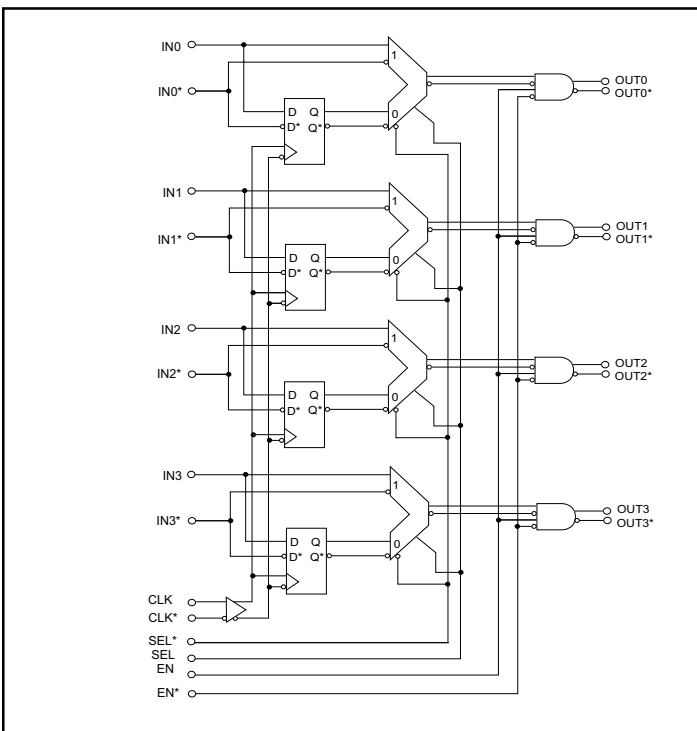 IN0
1
OUT0
IN0*
OUT0*
D Q
0
D* Q*
IN1
1
OUT1
IN1*
OUT1*
D Q
0
D* Q*
IN2
1
OUT2
IN2*
OUT2*
D Q
0
D* Q*
IN3
1
OUT3
IN3*
OUT3*
D Q
0
D* Q*
CLK
CLK*
SEL*
SEL
EN
EN*